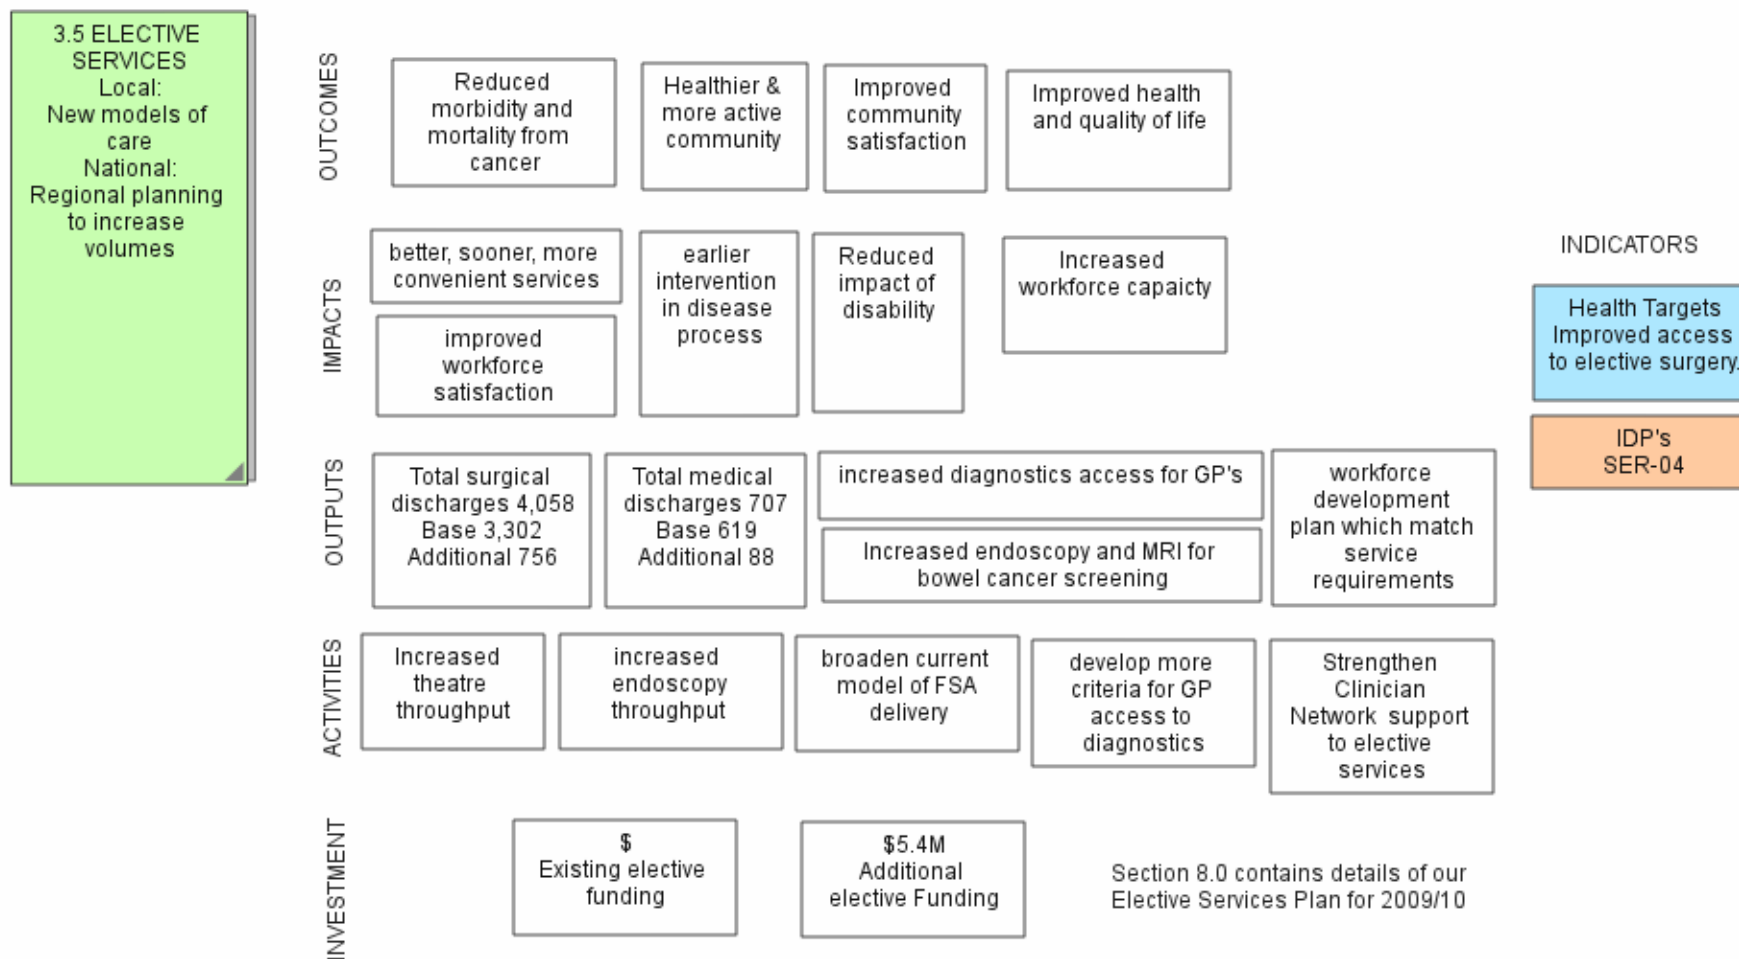 3.5 ELECTIVE
SERVICES
Local:
New models of
care
National:
Regional planning
to increase
volumes
OUTCOMES
Reduced
morbidity and
mortality from
cancer
Healthier &
more active
community
Improved
community
satisfaction
Improved health
and quality of life
IMPACTS
better, sooner, more
convenient services
improved
workforce
satisfaction
earlier
intervention
in disease
process
Reduced
impact of
disability
Increased
workforce capaicty
INDICATORS
Health Targets
Improved access
to elective surgery.
IDP's
SER-04
OUTPUTS
Total surgical
discharges 4,058
Base 3,302
Additional 756
Total medical
discharges 707
Base 619
Additional 88
increased diagnostics access for GP's
Increased endoscopy and MRI for
bowel cancer screening
workforce
development
plan which match
service
requirements
ACTIVITIES
Increased
theatre
throughput
increased
endoscopy
throughput
broaden current
model of FSA
delivery
develop more
criteria for GP
access to
diagnostics
Strengthen
Clinician
Network support
to elective
services
INVESTMENT
$
Existing elective
funding
$5.4M
Additional
elective Funding
Section 8.0 contains details of our
Elective Services Plan for 2009/10